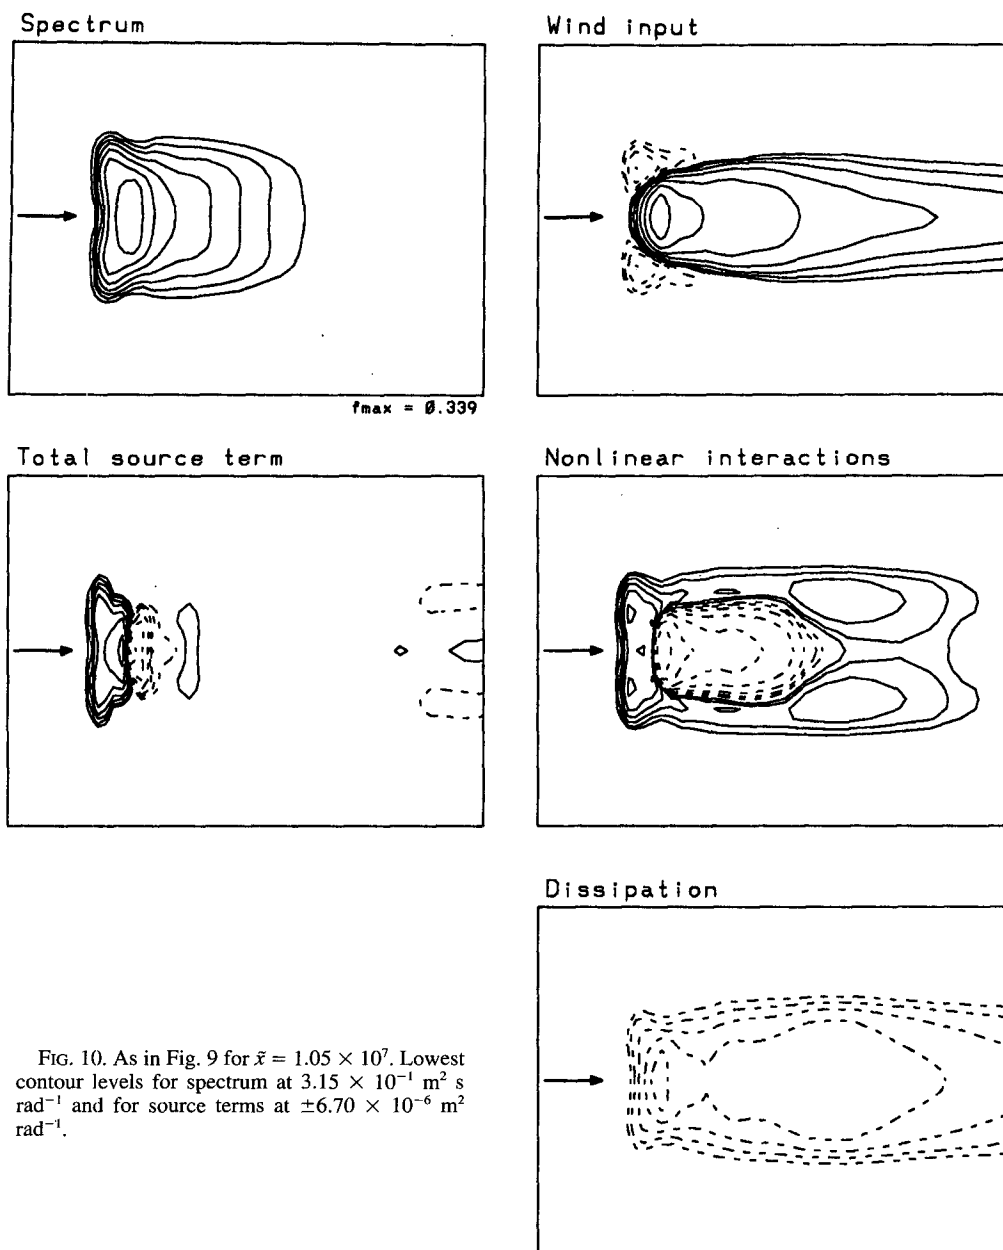 Spectrum
Wind input
fmax = 0.339
Total source term
Nonlinear interactions
Dissipation
FIG. 10. As in Fig. 9 for x̃ = 1.05 × 10⁷. Lowest
contour levels for spectrum at 3.15 × 10⁻¹ m² s
rad⁻¹ and for source terms at ±6.70 × 10⁻⁶ m²
rad⁻¹.